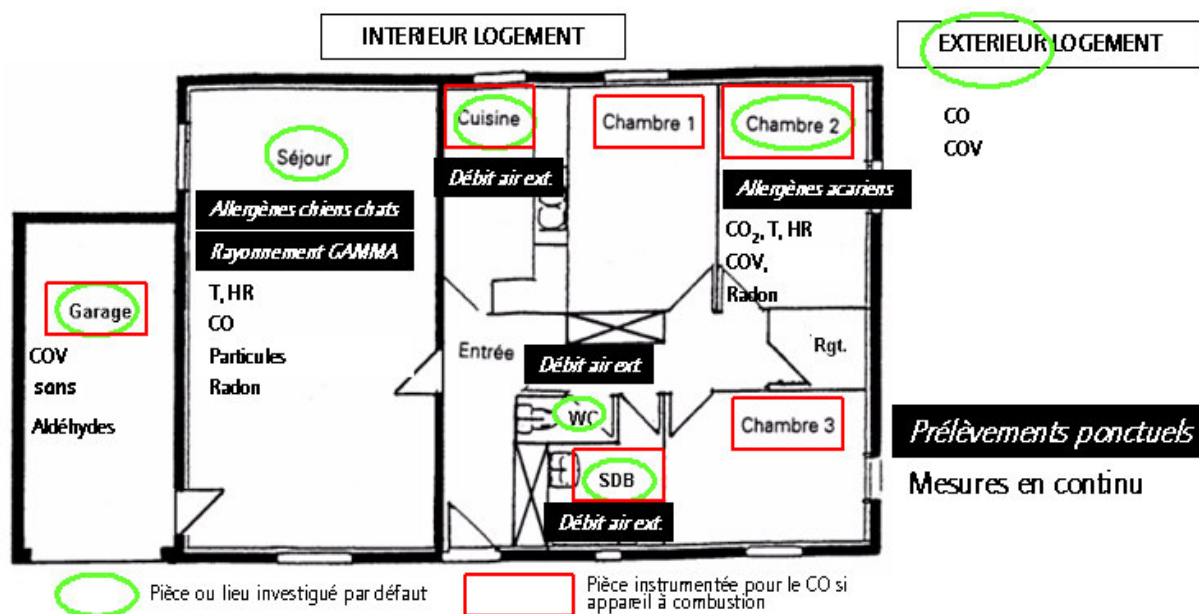 INTERIEUR LOGEMENT
EXTERIEUR LOGEMENT
CO
COV
Cuisine
Débit air ext.
Chambre 1
Chambre 2
Allergènes acariens
CO₂, T, HR
COV,
Radon
Séjour
Allergènes chiens chats
Rayonnement GAMMA
T, HR
CO
Particules
Radon
Garage
COV
sans
Aldéhydes
Entrée
Débit air ext.
WC
Rgt.
SDB
Débit air ext.
Chambre 3
Prélèvements ponctuels
Mesures en continu
Pièce ou lieu investigué par défaut
Pièce instrumentée pour le CO si
appareil à combustion